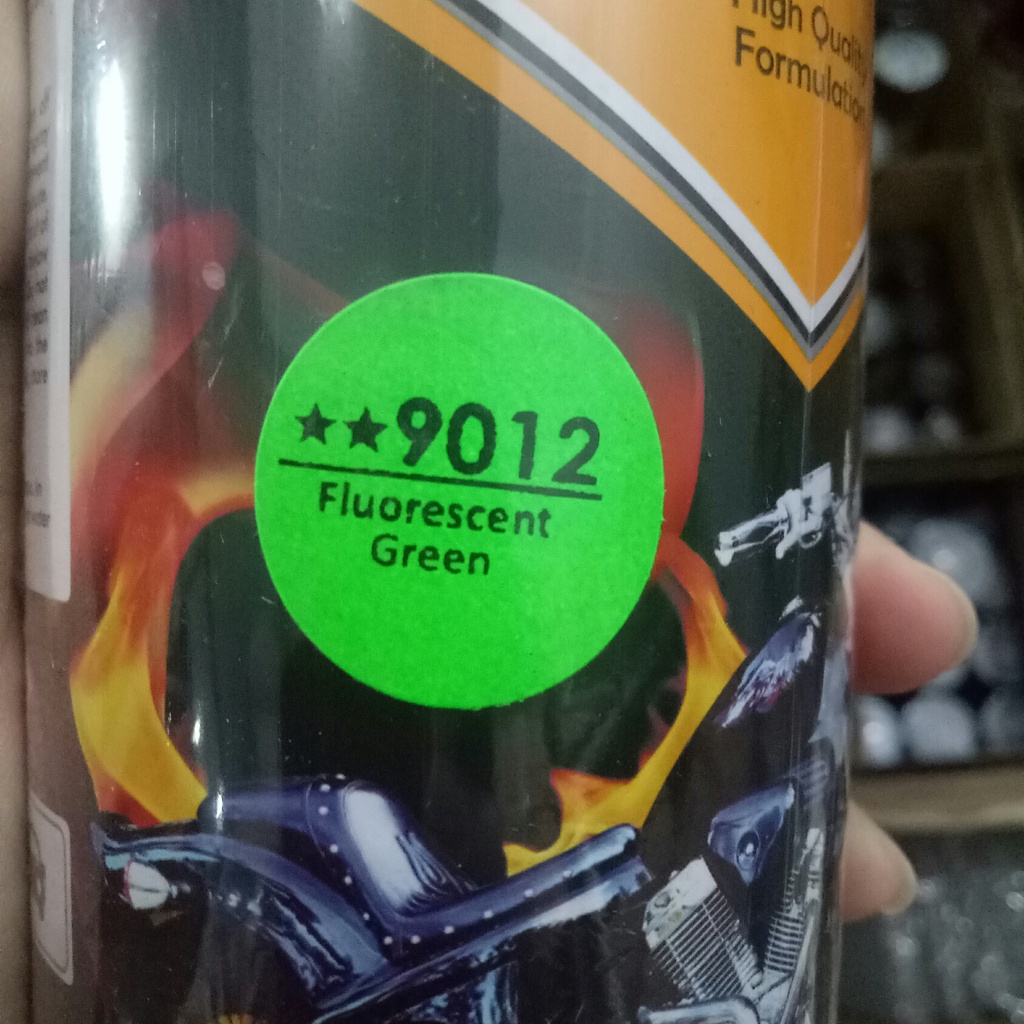 High Quality
Formulation
★★9012
Fluorescent
Green